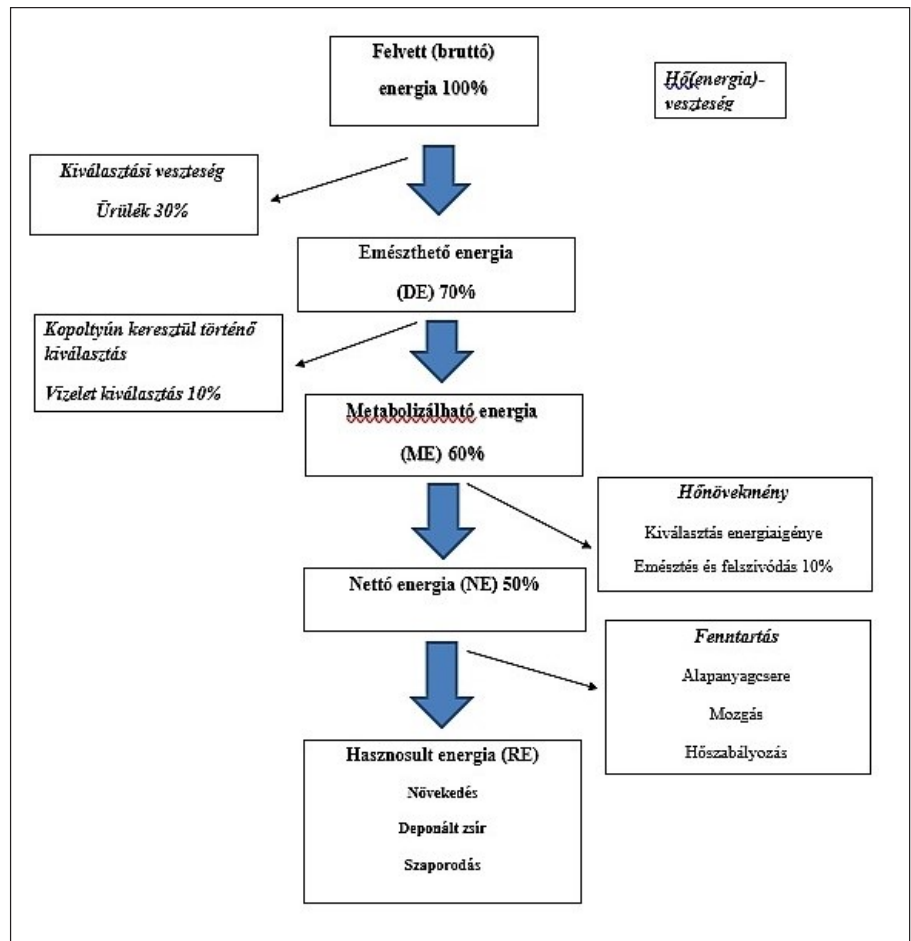 Felvett (bruttó)
energia 100%
Hő(energia)-
veszteség
Kiválasztási veszteség
Ürülék 30%
Emészthető energia
(DE) 70%
Kopoltyún keresztül történő
kiválasztás
Vizelet kiválasztás 10%
Metabolizálható energia
(ME) 60%
Hőnövekmény
Kiválasztás energiaigénye
Emésztés és felszívódás 10%
Nettó energia (NE) 50%
Fenntartás
Alapanyagcsere
Mozgás
Hőszabályozás
Hasznosult energia (RE)
Növekedés
Deponált zsír
Szaporodás